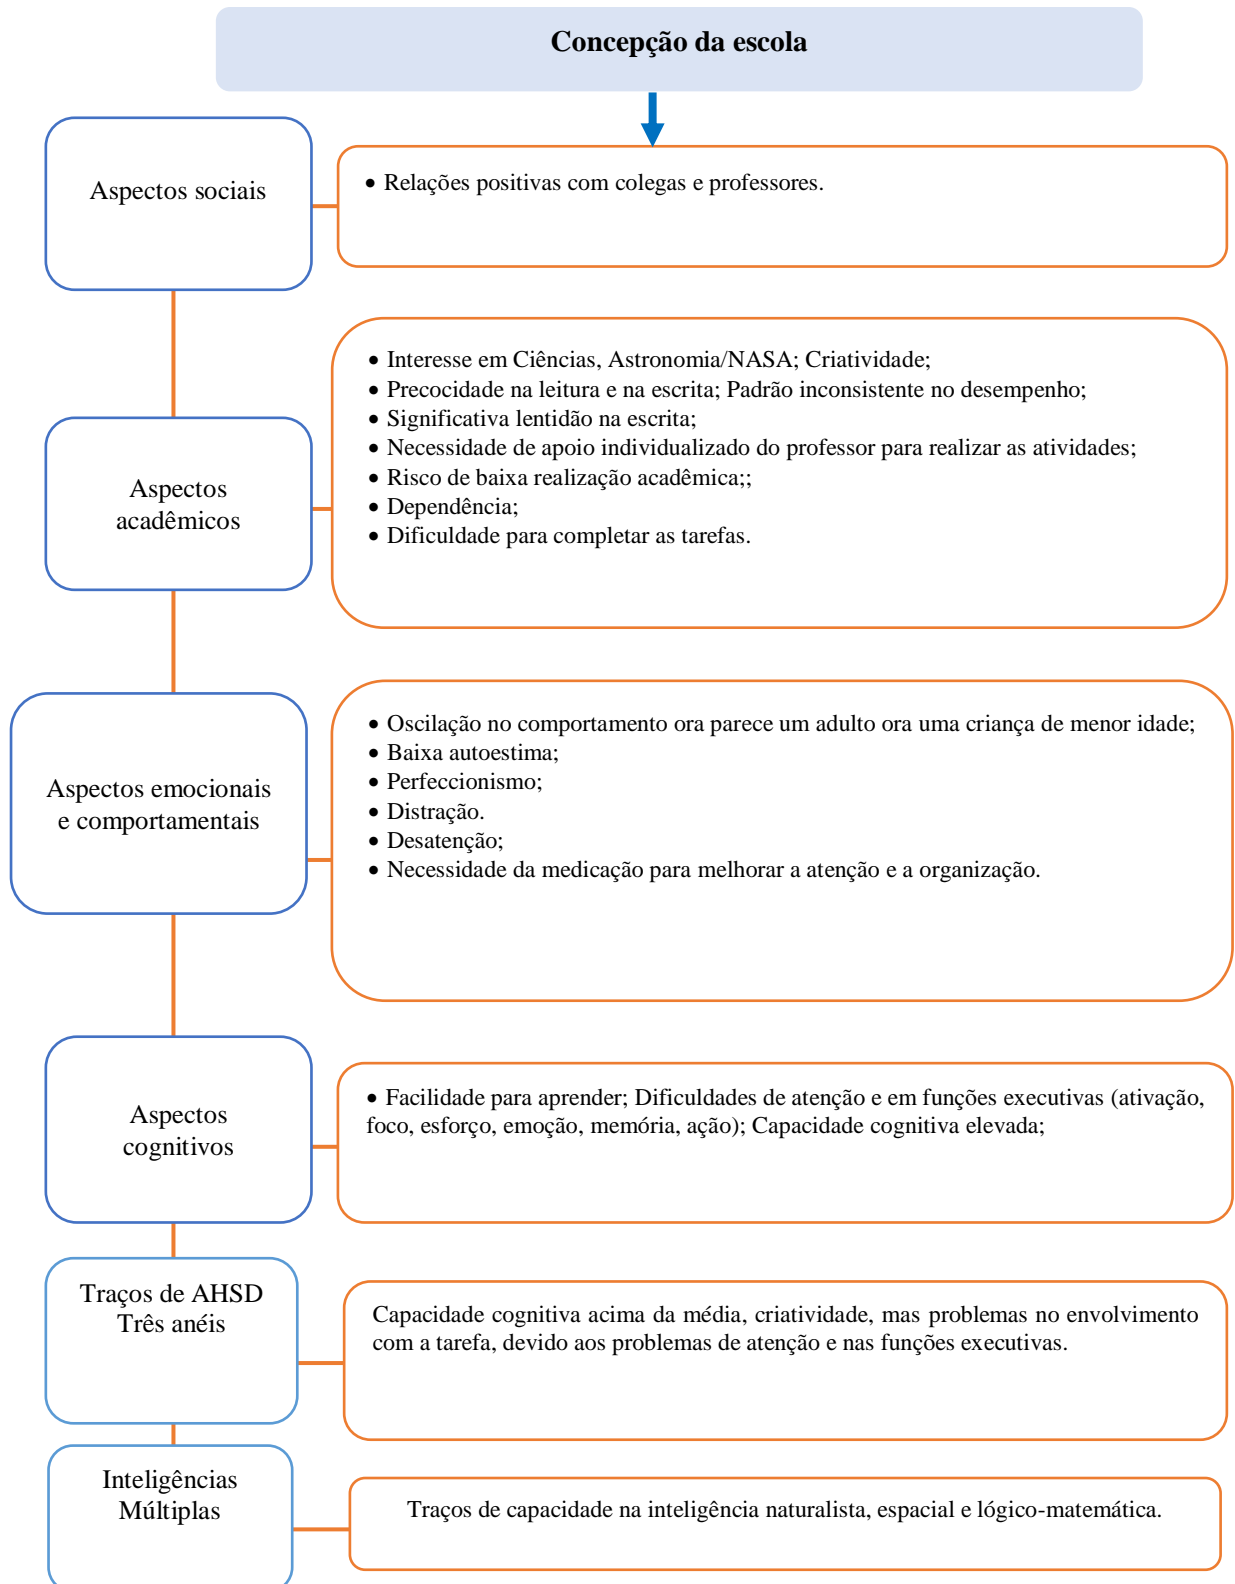 Concepção da escola
Aspectos sociais
• Relações positivas com colegas e professores.
Aspectos
acadêmicos
• Interesse em Ciências, Astronomia/NASA; Criatividade;
• Precocidade na leitura e na escrita; Padrão inconsistente no desempenho;
• Significativa lentidão na escrita;
• Necessidade de apoio individualizado do professor para realizar as atividades;
• Risco de baixa realização acadêmica;;
• Dependência;
• Dificuldade para completar as tarefas.
Aspectos emocionais
e comportamentais
• Oscilação no comportamento ora parece um adulto ora uma criança de menor idade;
• Baixa autoestima;
• Perfeccionismo;
• Distração.
• Desatenção;
• Necessidade da medicação para melhorar a atenção e a organização.
Aspectos
cognitivos
• Facilidade para aprender; Dificuldades de atenção e em funções executivas (ativação,
foco, esforço, emoção, memória, ação); Capacidade cognitiva elevada;
Traços de AHSD
Três anéis
Capacidade cognitiva acima da média, criatividade, mas problemas no envolvimento
com a tarefa, devido aos problemas de atenção e nas funções executivas.
Inteligências
Múltiplas
Traços de capacidade na inteligência naturalista, espacial e lógico-matemática.